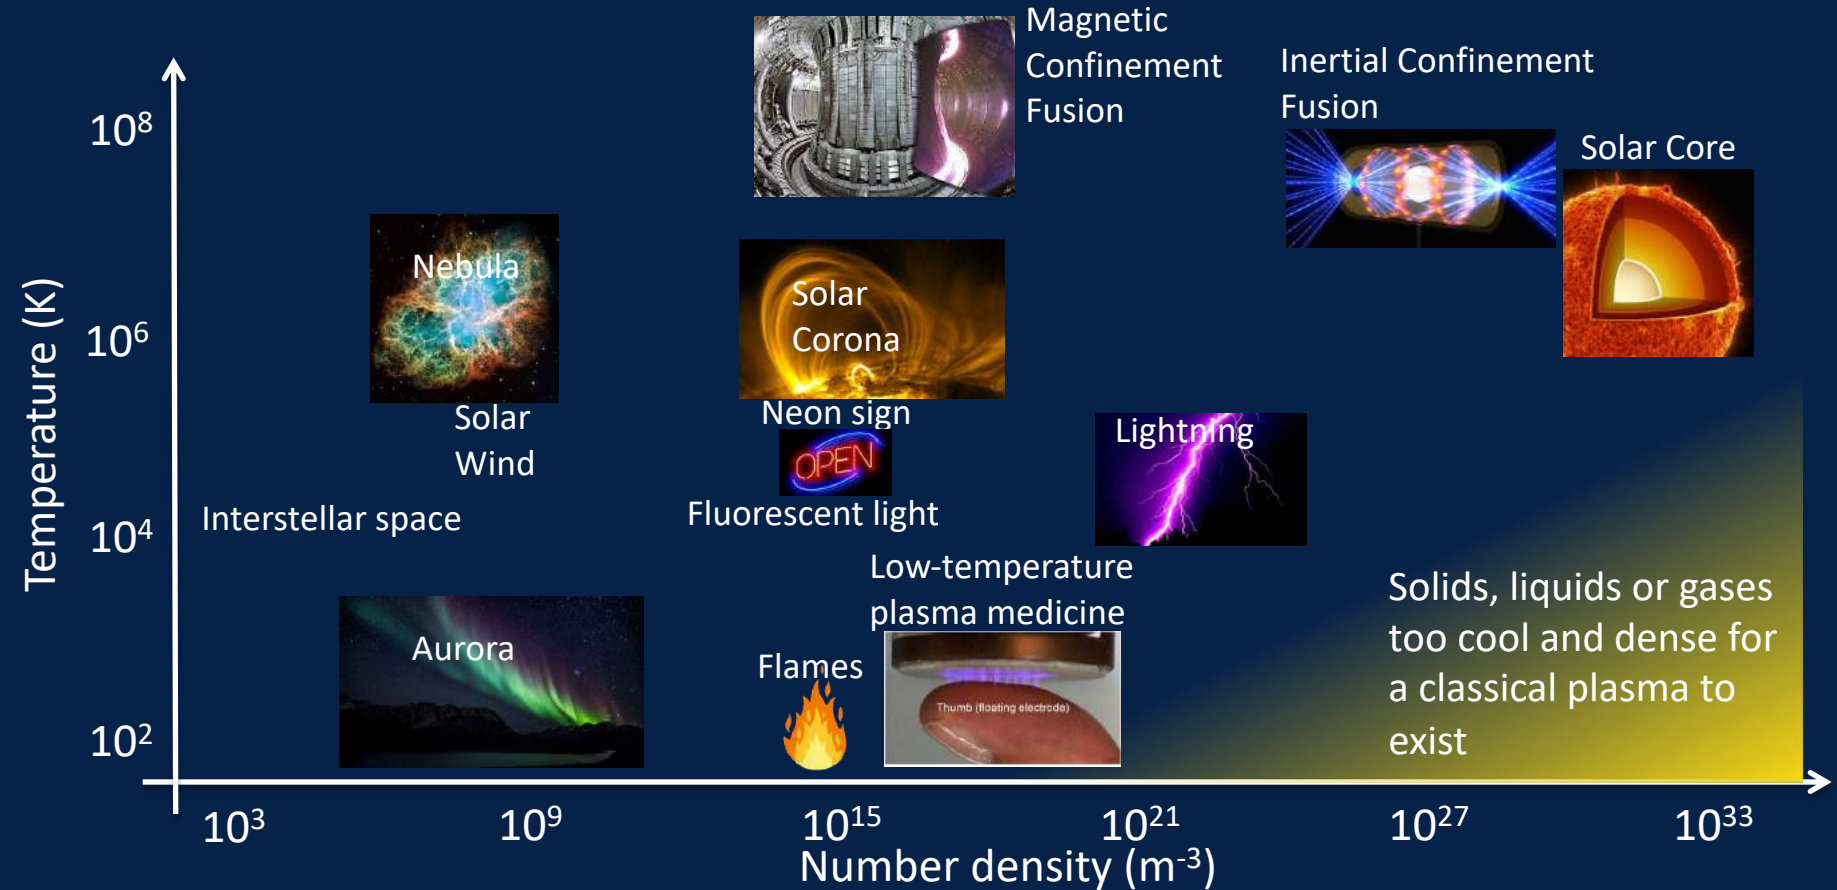 Magnetic
Confinement
Fusion
Inertial Confinement
Fusion
Solar Core
10⁸
Nebula
Solar
Corona
10⁶
Temperature (K)
Solar
Wind
Neon sign
OPEN
Lightning
Interstellar space
Fluorescent light
10⁴
Low-temperature
plasma medicine
Solids, liquids or gases
too cool and dense for
a classical plasma to
exist
Aurora
Flames
Thumb (floating electrode)
10²
10³
10⁹
10¹⁵
10²¹
10²⁷
10³³
Number density (m⁻³)